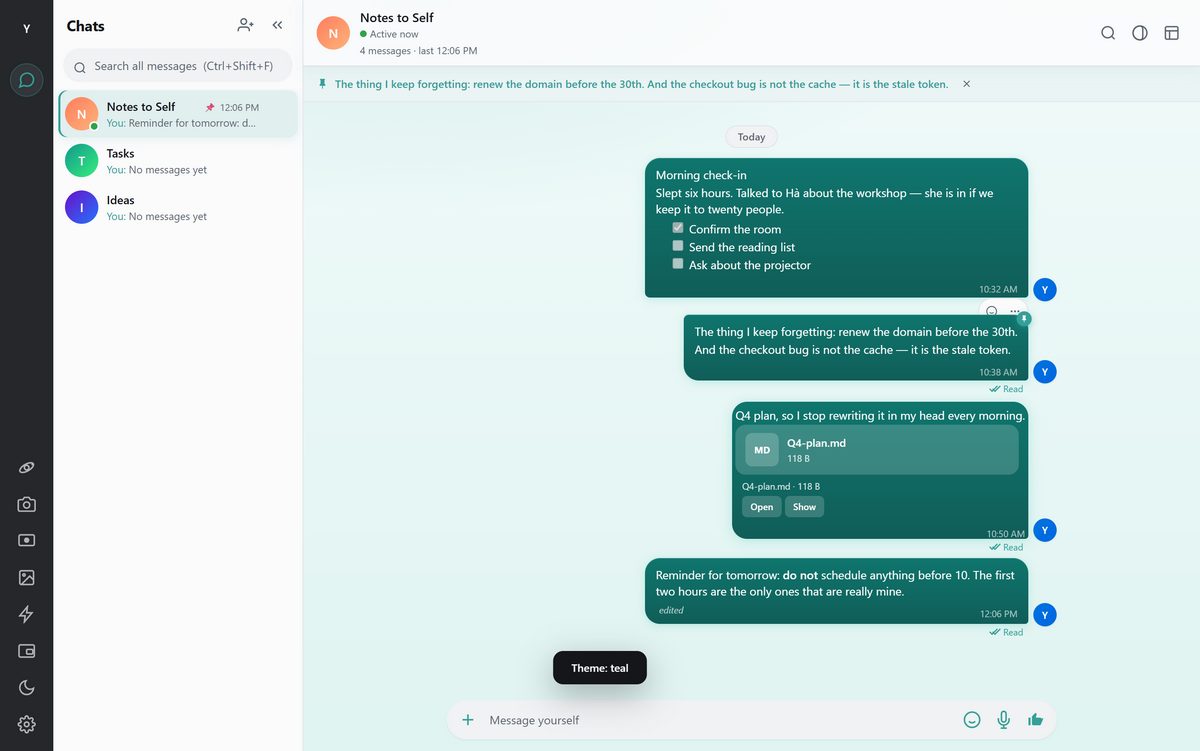 Y
Chats
Search all messages (Ctrl+Shift+F)
N
Notes to Self
12:06 PM
You: Reminder for tomorrow: d...
T
Tasks
You: No messages yet
I
Ideas
You: No messages yet
N
Notes to Self
Active now
4 messages · last 12:06 PM
The thing I keep forgetting: renew the domain before the 30th. And the checkout bug is not the cache — it is the stale token.
Today
Morning check-in
Slept six hours. Talked to Hà about the workshop — she is in if we
keep it to twenty people.
Confirm the room
Send the reading list
Ask about the projector
10:32 AM
Y
The thing I keep forgetting: renew the domain before the 30th.
And the checkout bug is not the cache — it is the stale token.
10:38 AM
Y
Read
Q4 plan, so I stop rewriting it in my head every morning.
MD
Q4-plan.md
118 B
Q4-plan.md · 118 B
Open
Show
10:50 AM
Y
Read
Reminder for tomorrow: do not schedule anything before 10. The first
two hours are the only ones that are really mine.
edited
12:06 PM
Y
Read
Theme: teal
Message yourself